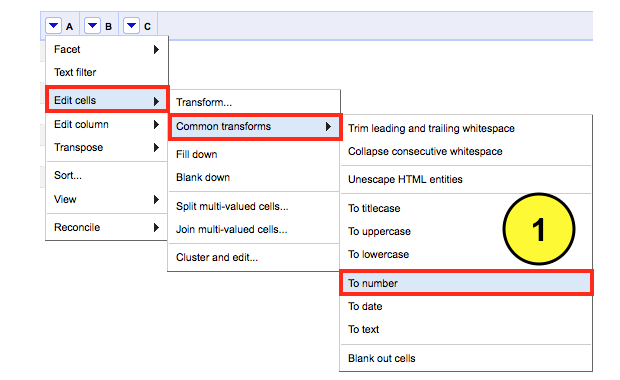 A B C
Facet
Text filter
Edit cells
Edit column
Transpose
Sort...
View
Reconcile
Transform...
Common transforms
Fill down
Blank down
Split multi-valued cells...
Join multi-valued cells...
Cluster and edit...
Trim leading and trailing whitespace
Collapse consecutive whitespace
Unescape HTML entities
To titlecase
To uppercase
To lowercase
To number
To date
To text
Blank out cells
1